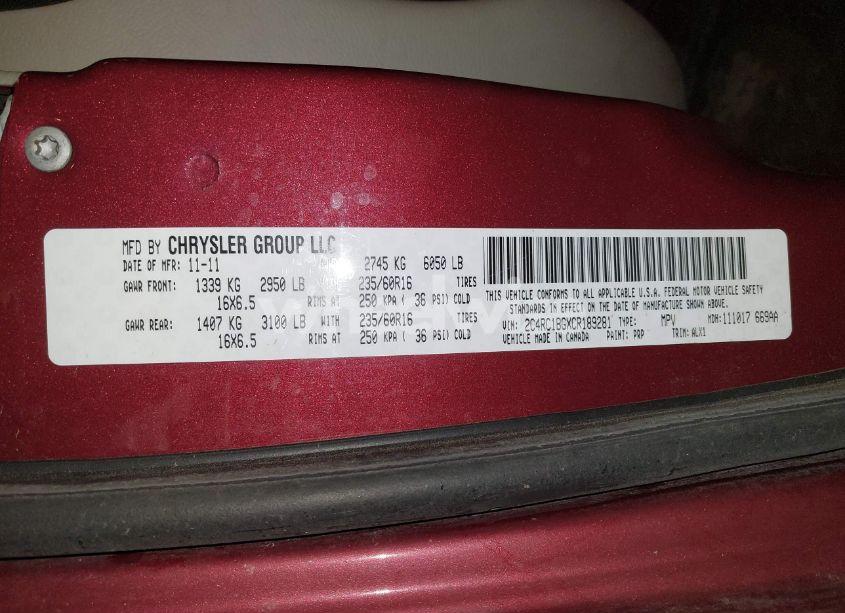 MFD BY CHRYSLER GROUP LLC
DATE OF MFR: 11-11 2745 KG 6050 LB
GAWR FRONT: 1339 KG 2950 LB WITH 235/60R16 TIRES
16X6.5 RIMS AT 250 KPA ( 36 PSI) COLD
GAWR REAR: 1407 KG 3100 LB WITH 235/60R16 TIRES
16X6.5 RIMS AT 250 KPA ( 36 PSI) COLD
THIS VEHICLE CONFORMS TO ALL APPLICABLE U.S.A. FEDERAL MOTOR VEHICLE SAFETY
STANDARDS IN EFFECT ON THE DATE OF MANUFACTURE SHOWN ABOVE.
VIN: 2C4RC1BGXCR189281 TYPE: MPV MDH: 111017 669AA
VEHICLE MADE IN CANADA PAINT: PRP TRIM: ALX1